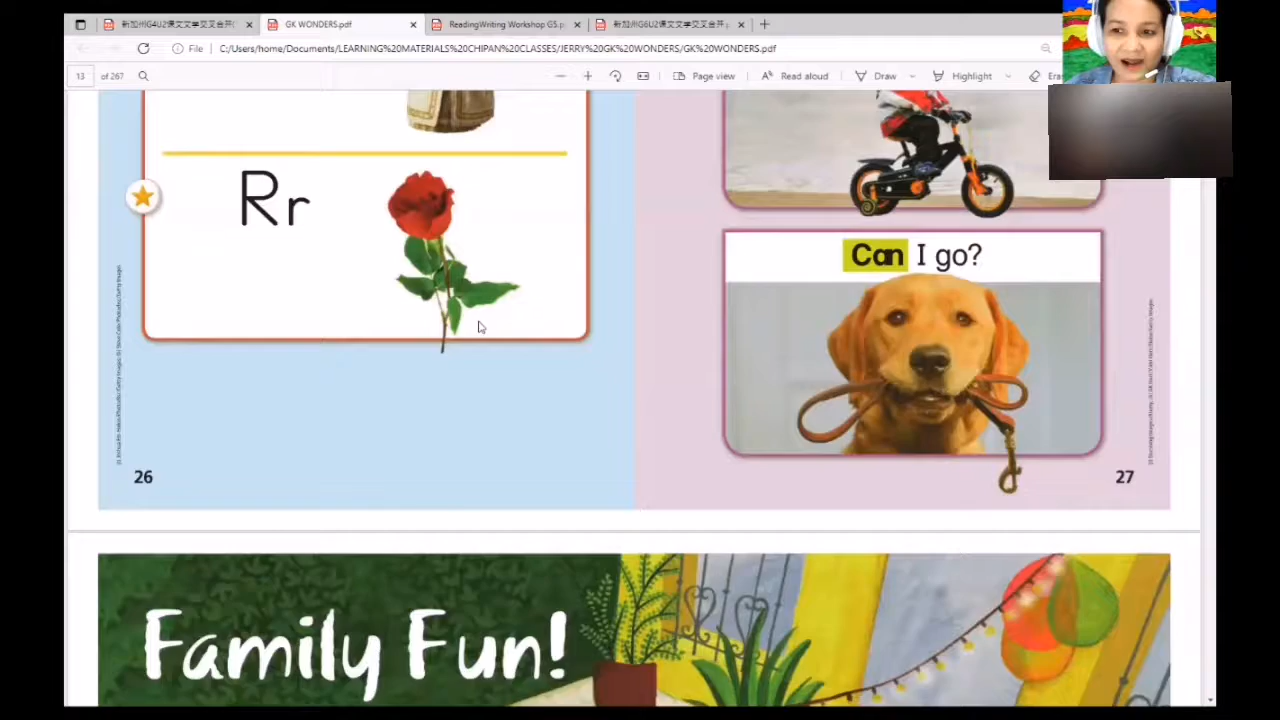 GK WONDERS.pdf
ReadingWriting Workshop G5.p
File
C:/Users/home/Documents/LEARNING%20MATERIALS%20CHIPAN%20CLASSES/JERRY%20GK%20WONDERS/GK%20WONDERS.pdf
13 of 267
Page view
Read aloud
Draw
Highlight
Rr
Can I go?
26
27
Family Fun!